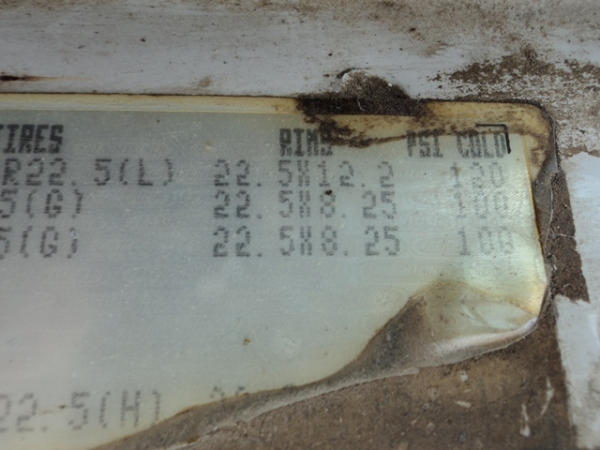 TIRES RIMS PSI COLD
R22.5(L) 22.5X12.2 120
5(G) 22.5X8.25 100
5(G) 22.5X8.25 100
22.5(H)